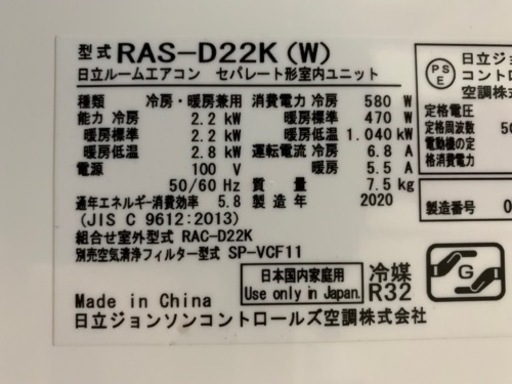 型式 RAS-D22K(W)
日立ルームエアコン セパレート形室内ユニット
種類 冷房・暖房兼用
能力 冷房 2.2 kW
暖房標準 2.2 kW
暖房低温 2.8 kW
電源 100 V
50/60 Hz
消費電力 冷房 580 W
暖房標準 470 W
暖房低温 1.040 kW
運転電流 冷房 6.8 A
暖房 5.5 A
質量 7.5 kg
通年エネルギー消費効率 5.8
製造年 2020
(JIS C 9612:2013)
組合せ室外型式 RAC-D22K
別売空気清浄フィルター型式 SP-VCF11
日本国内家庭用
Use only in Japan.
冷媒
R32
Made in China
日立ジョンソンコントロールズ空調株式会社
PS
E
日立ジョン
コントロール
空調株式会
定格電圧
定格周波数
電動機の定
格消費電力
製造番号
G